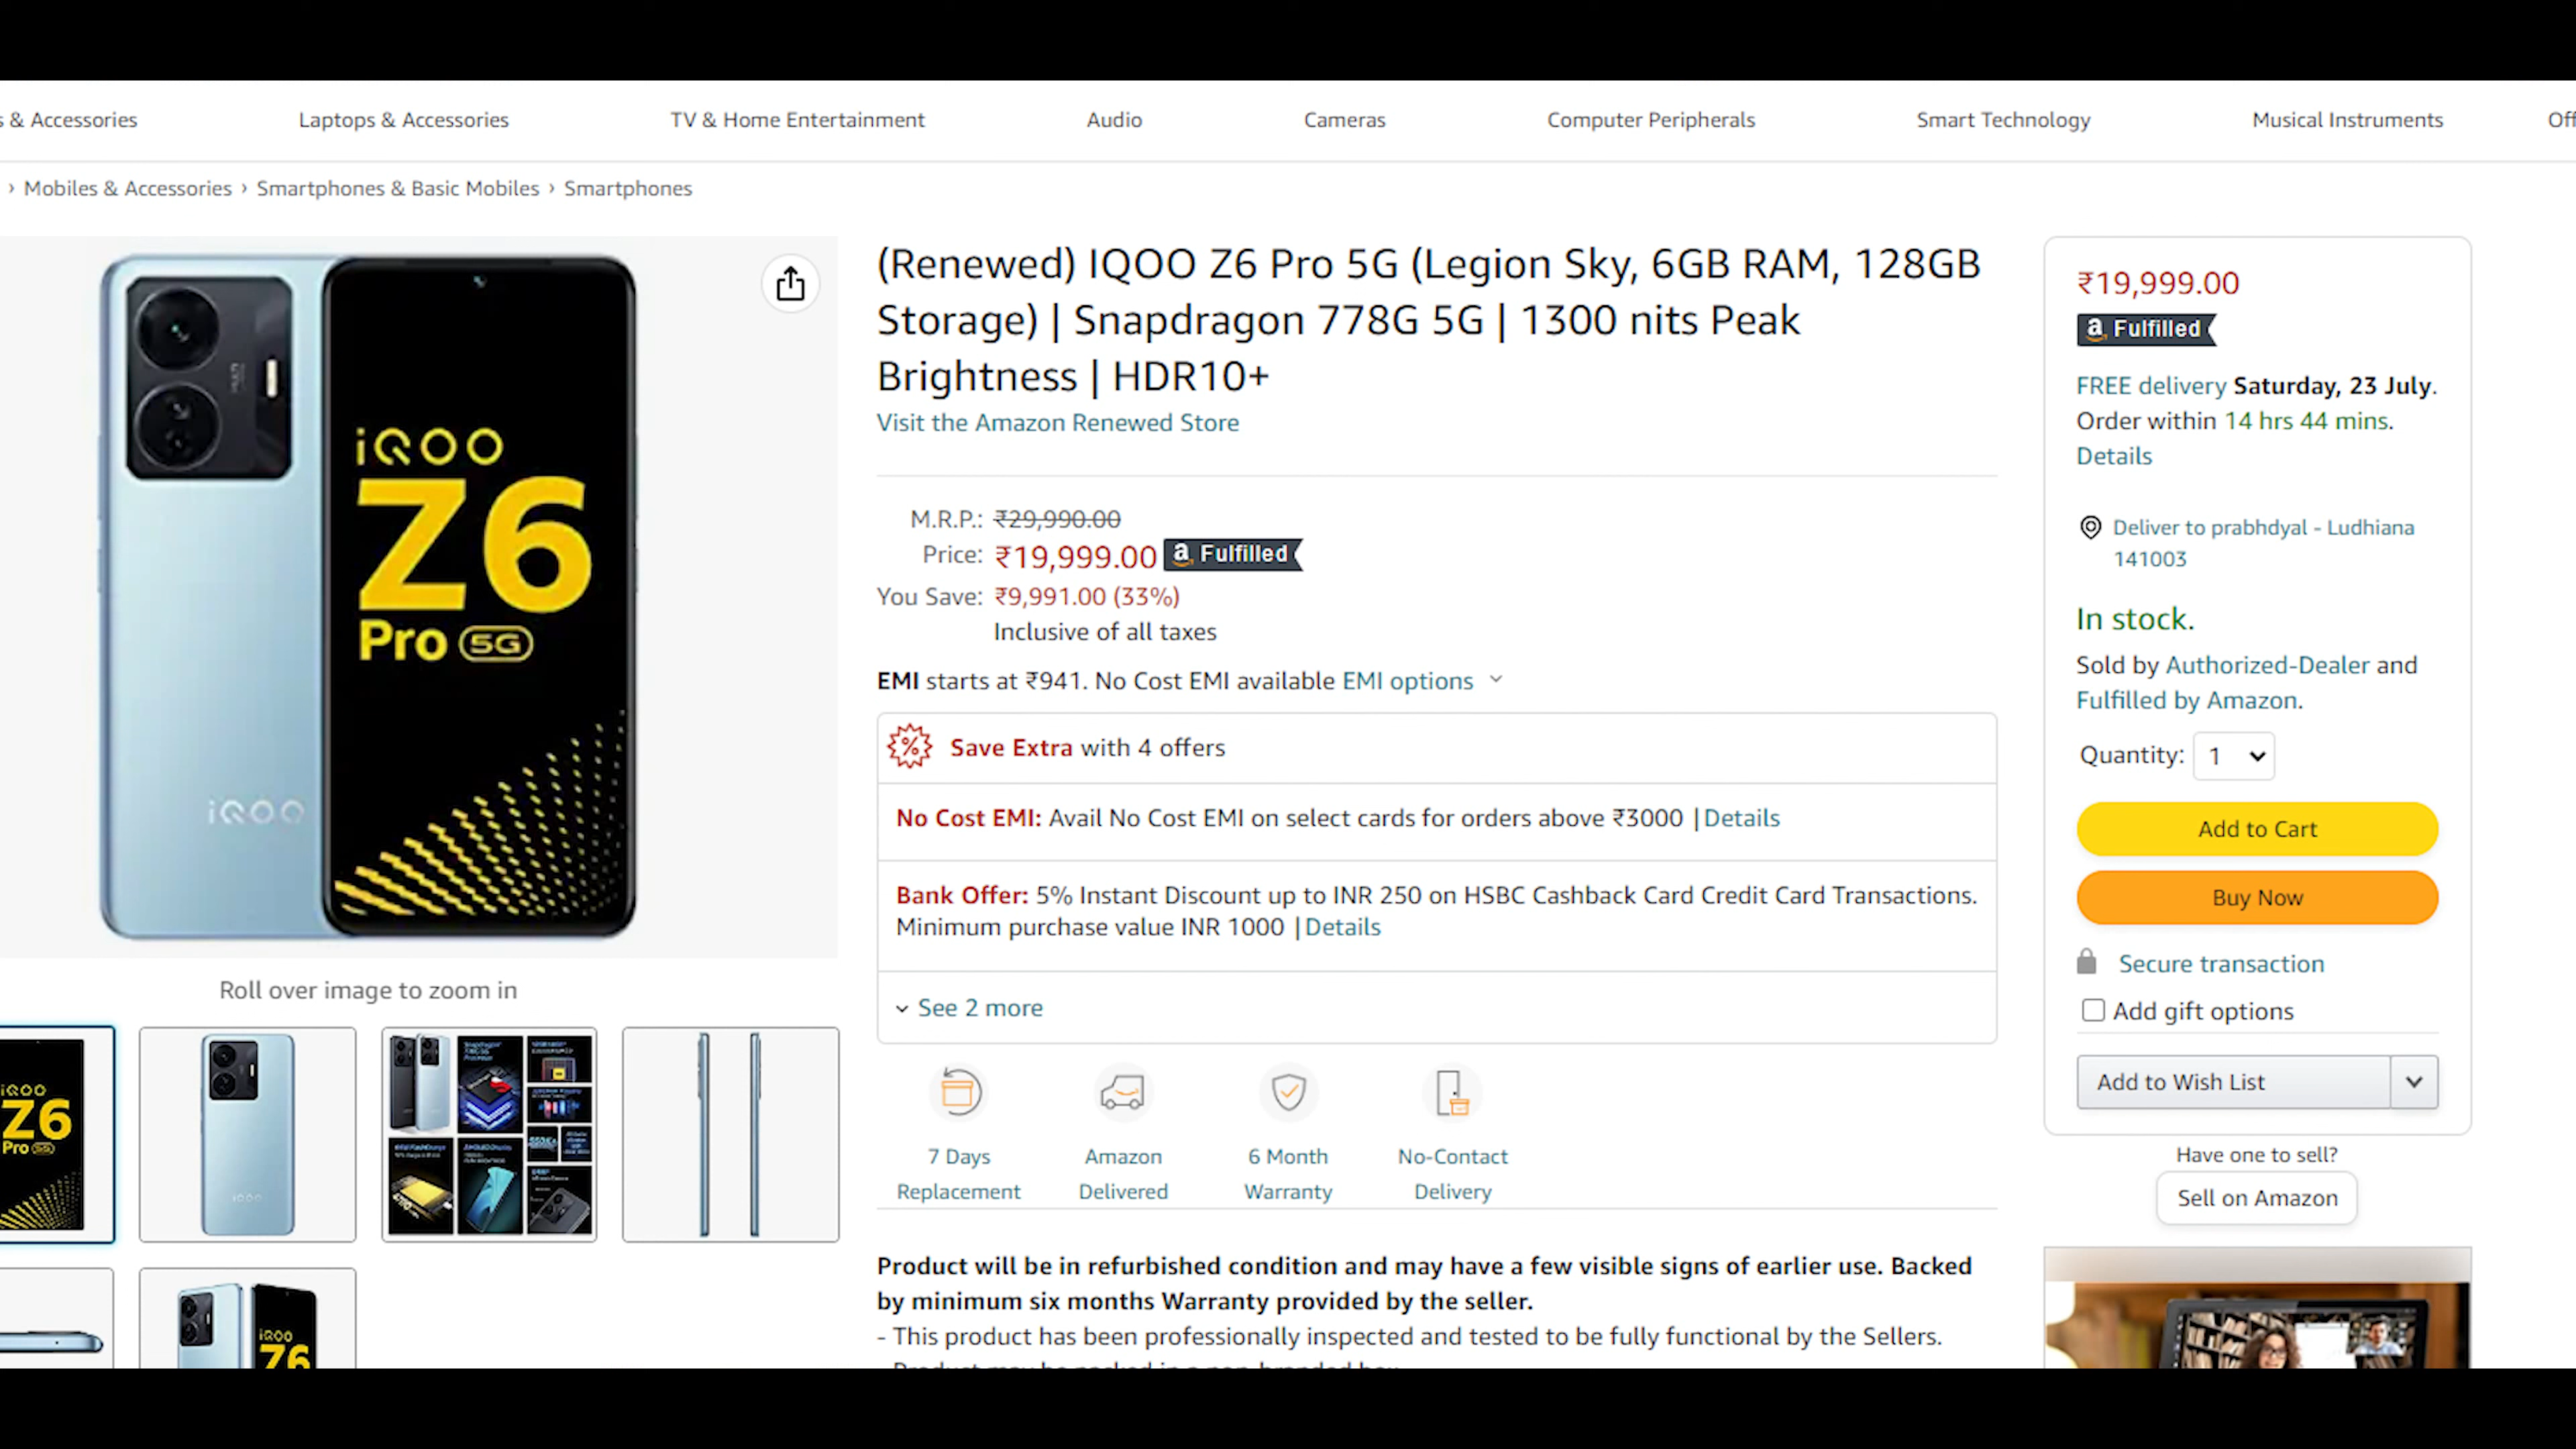 & Accessories
Laptops & Accessories
TV & Home Entertainment
Audio
Cameras
Computer Peripherals
Smart Technology
Musical Instruments
› Mobiles & Accessories › Smartphones & Basic Mobiles › Smartphones
iQOO
Z6
Pro 5G
iQOO
Roll over image to zoom in
iQOO
Z6
Pro 5G
iQOO
Z6
(Renewed) IQOO Z6 Pro 5G (Legion Sky, 6GB RAM, 128GB
Storage) | Snapdragon 778G 5G | 1300 nits Peak
Brightness | HDR10+
Visit the Amazon Renewed Store
M.R.P.: ₹29,990.00
Price: ₹19,999.00 a Fulfilled
You Save: ₹9,991.00 (33%)
Inclusive of all taxes
EMI starts at ₹941. No Cost EMI available EMI options
% Save Extra with 4 offers
No Cost EMI: Avail No Cost EMI on select cards for orders above ₹3000 | Details
Bank Offer: 5% Instant Discount up to INR 250 on HSBC Cashback Card Credit Card Transactions.
Minimum purchase value INR 1000 | Details
See 2 more
7 Days
Replacement
Amazon
Delivered
6 Month
Warranty
No-Contact
Delivery
Product will be in refurbished condition and may have a few visible signs of earlier use. Backed
by minimum six months Warranty provided by the seller.
- This product has been professionally inspected and tested to be fully functional by the Sellers.
₹19,999.00
a Fulfilled
FREE delivery Saturday, 23 July.
Order within 14 hrs 44 mins.
Details
Deliver to prabhdyal - Ludhiana
141003
In stock.
Sold by Authorized-Dealer and
Fulfilled by Amazon.
Quantity: 1
Add to Cart
Buy Now
Secure transaction
Add gift options
Add to Wish List
Have one to sell?
Sell on Amazon